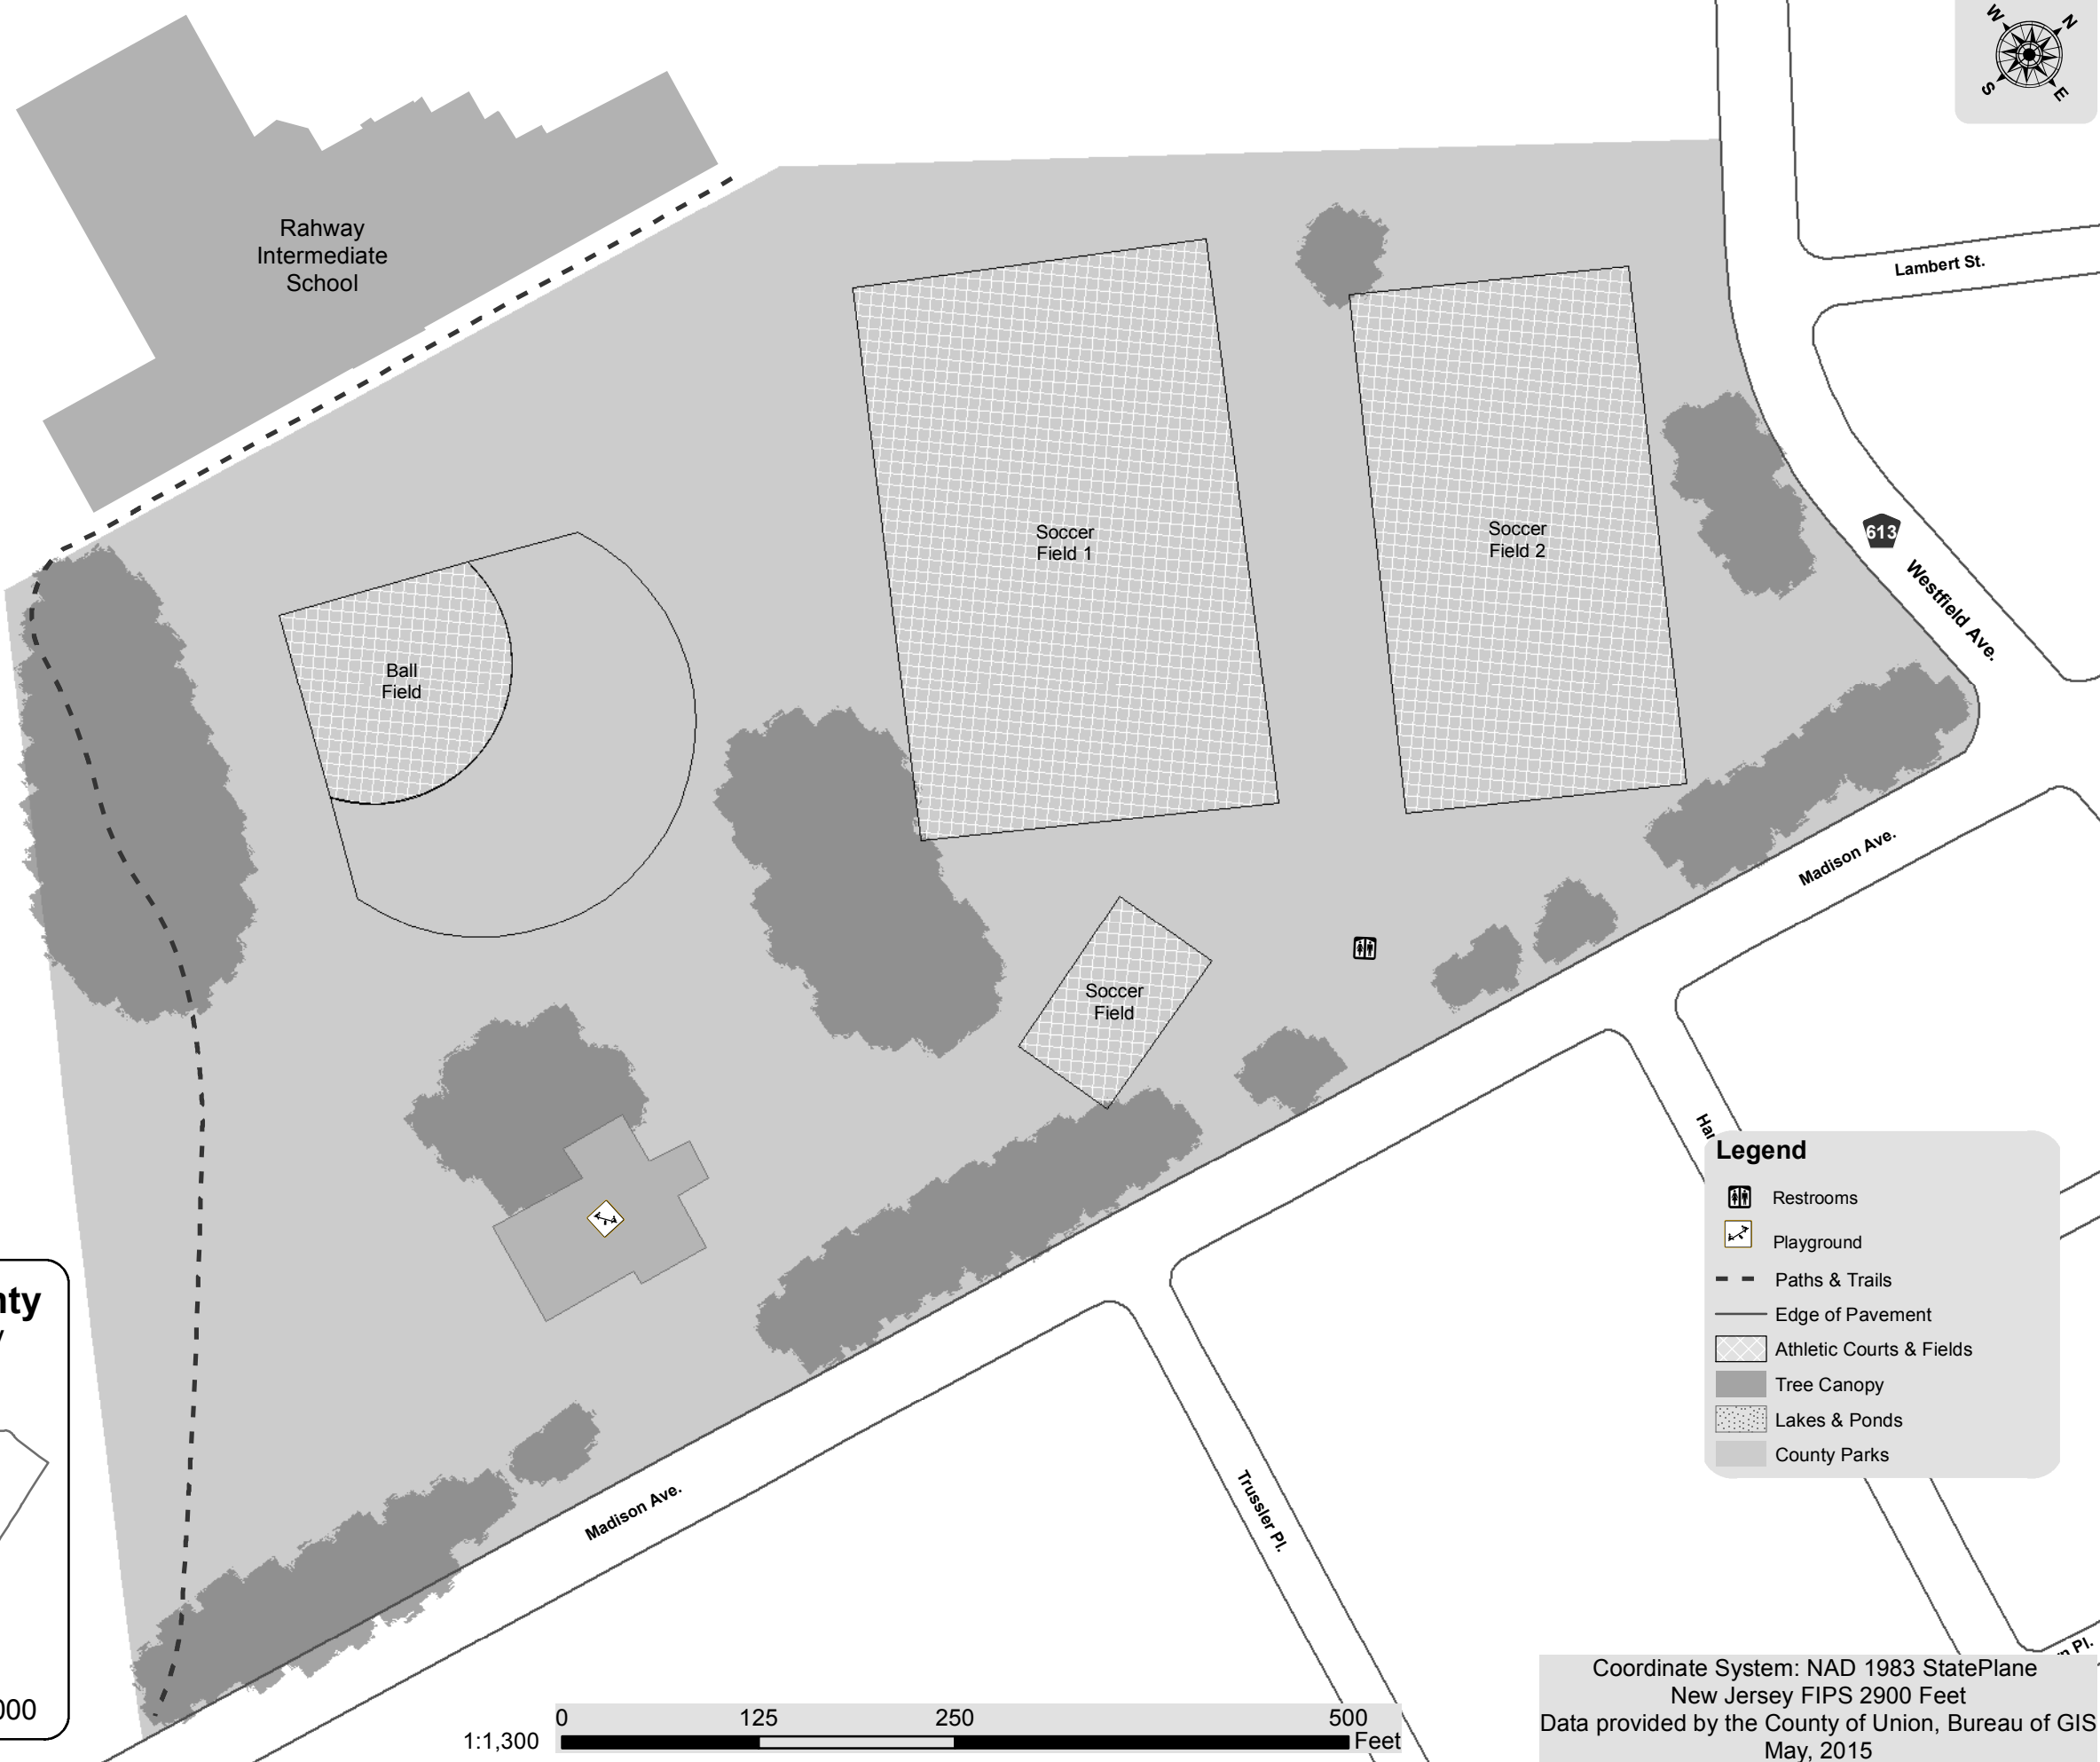 W
N
S
E
Rahway
Intermediate
School
Lambert St.
Soccer
Field 1
Soccer
Field 2
613
Westfield Ave.
Ball
Field
Madison Ave.
Soccer
Field
Legend
Restrooms
Playground
Paths & Trails
Edge of Pavement
Athletic Courts & Fields
Tree Canopy
Lakes & Ponds
County Parks
Madison Ave.
Trussler Pl.
Pl.
0 125 250 500
1:1,300 Feet
Coordinate System: NAD 1983 StatePlane
New Jersey FIPS 2900 Feet
Data provided by the County of Union, Bureau of GIS
May, 2015